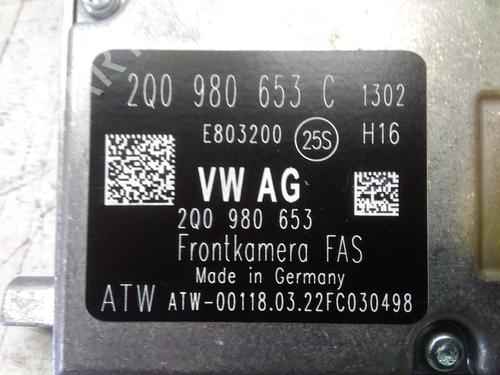 2Q0 980 653 C 1302
E803200 25S H16
VW AG
2Q0 980 653
Frontkamera FAS
Made in Germany
ATW ATW-00118.03.22FC030498